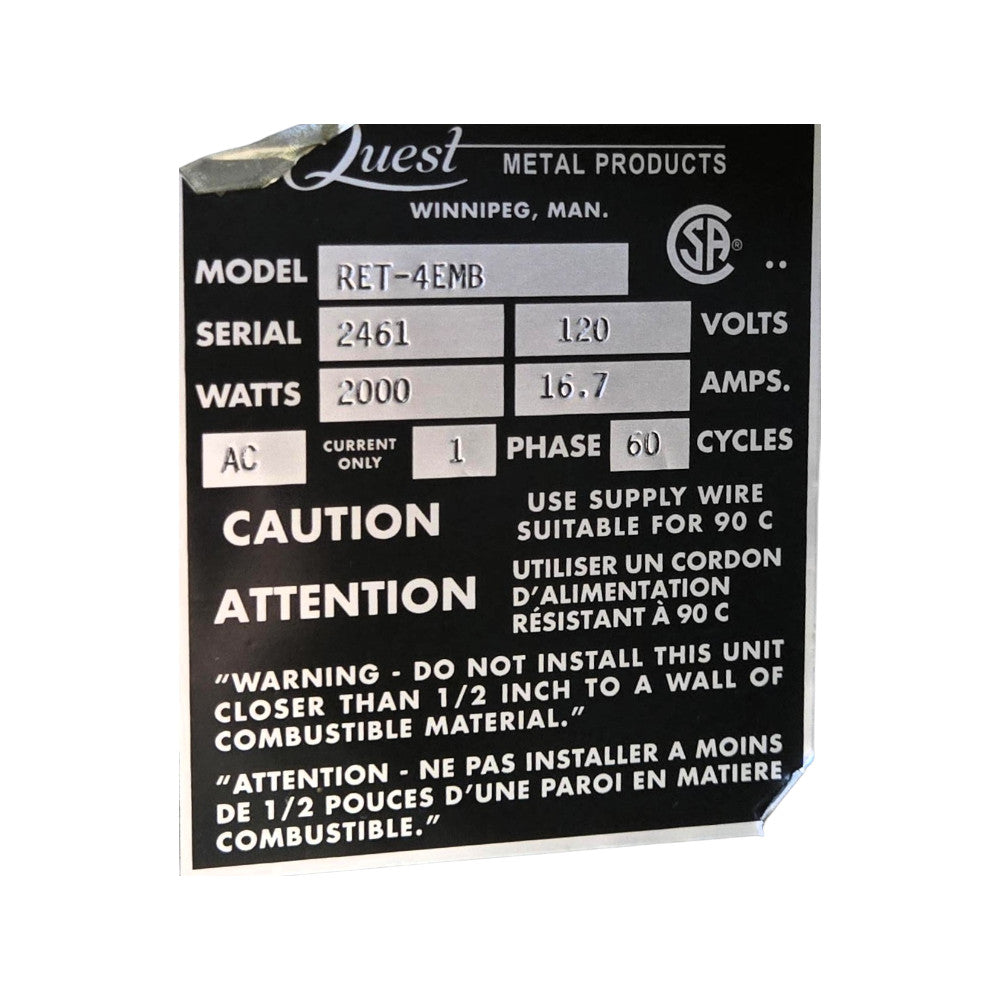 Quest METAL PRODUCTS
WINNIPEG, MAN.
CSA®
MODEL RET-4EMB
SERIAL 2461 120 VOLTS
WATTS 2000 16.7 AMPS.
AC CURRENT ONLY 1 PHASE 60 CYCLES
CAUTION USE SUPPLY WIRE
SUITABLE FOR 90 C
ATTENTION UTILISER UN CORDON
D'ALIMENTATION
RÉSISTANT À 90 C
"WARNING - DO NOT INSTALL THIS UNIT
CLOSER THAN 1/2 INCH TO A WALL OF
COMBUSTIBLE MATERIAL."
"ATTENTION - NE PAS INSTALLER A MOINS
DE 1/2 POUCES D'UNE PAROI EN MATIERE
COMBUSTIBLE."